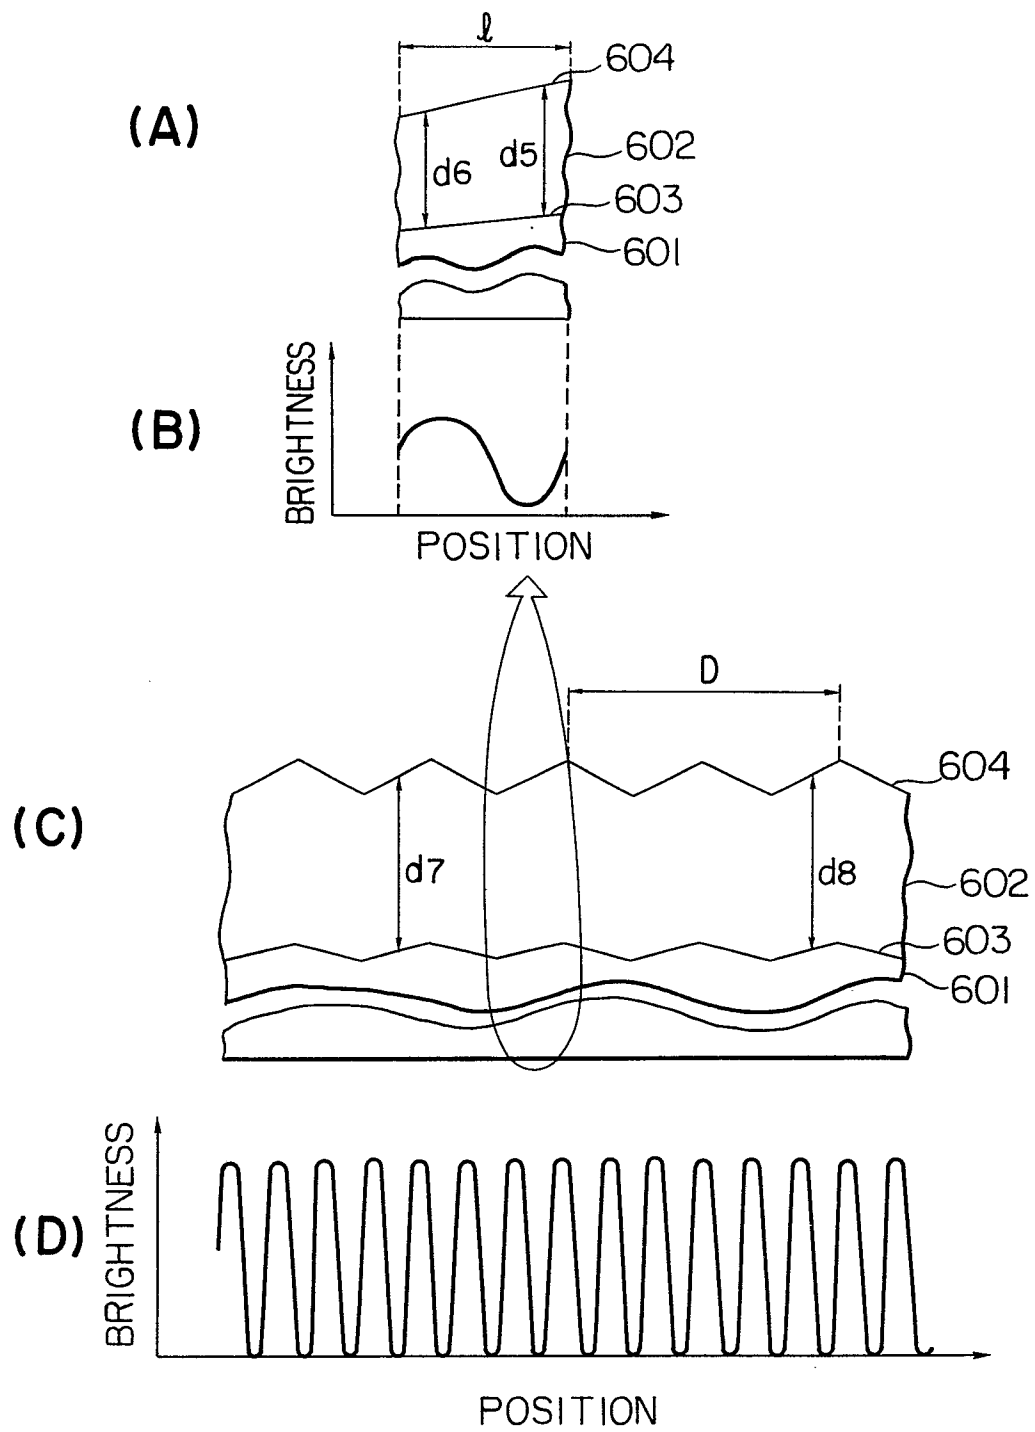 ℓ
604
(A)
d6
d5
602
603
601
BRIGHTNESS
(B)
POSITION
D
604
(C)
d7
d8
602
603
601
BRIGHTNESS
(D)
POSITION